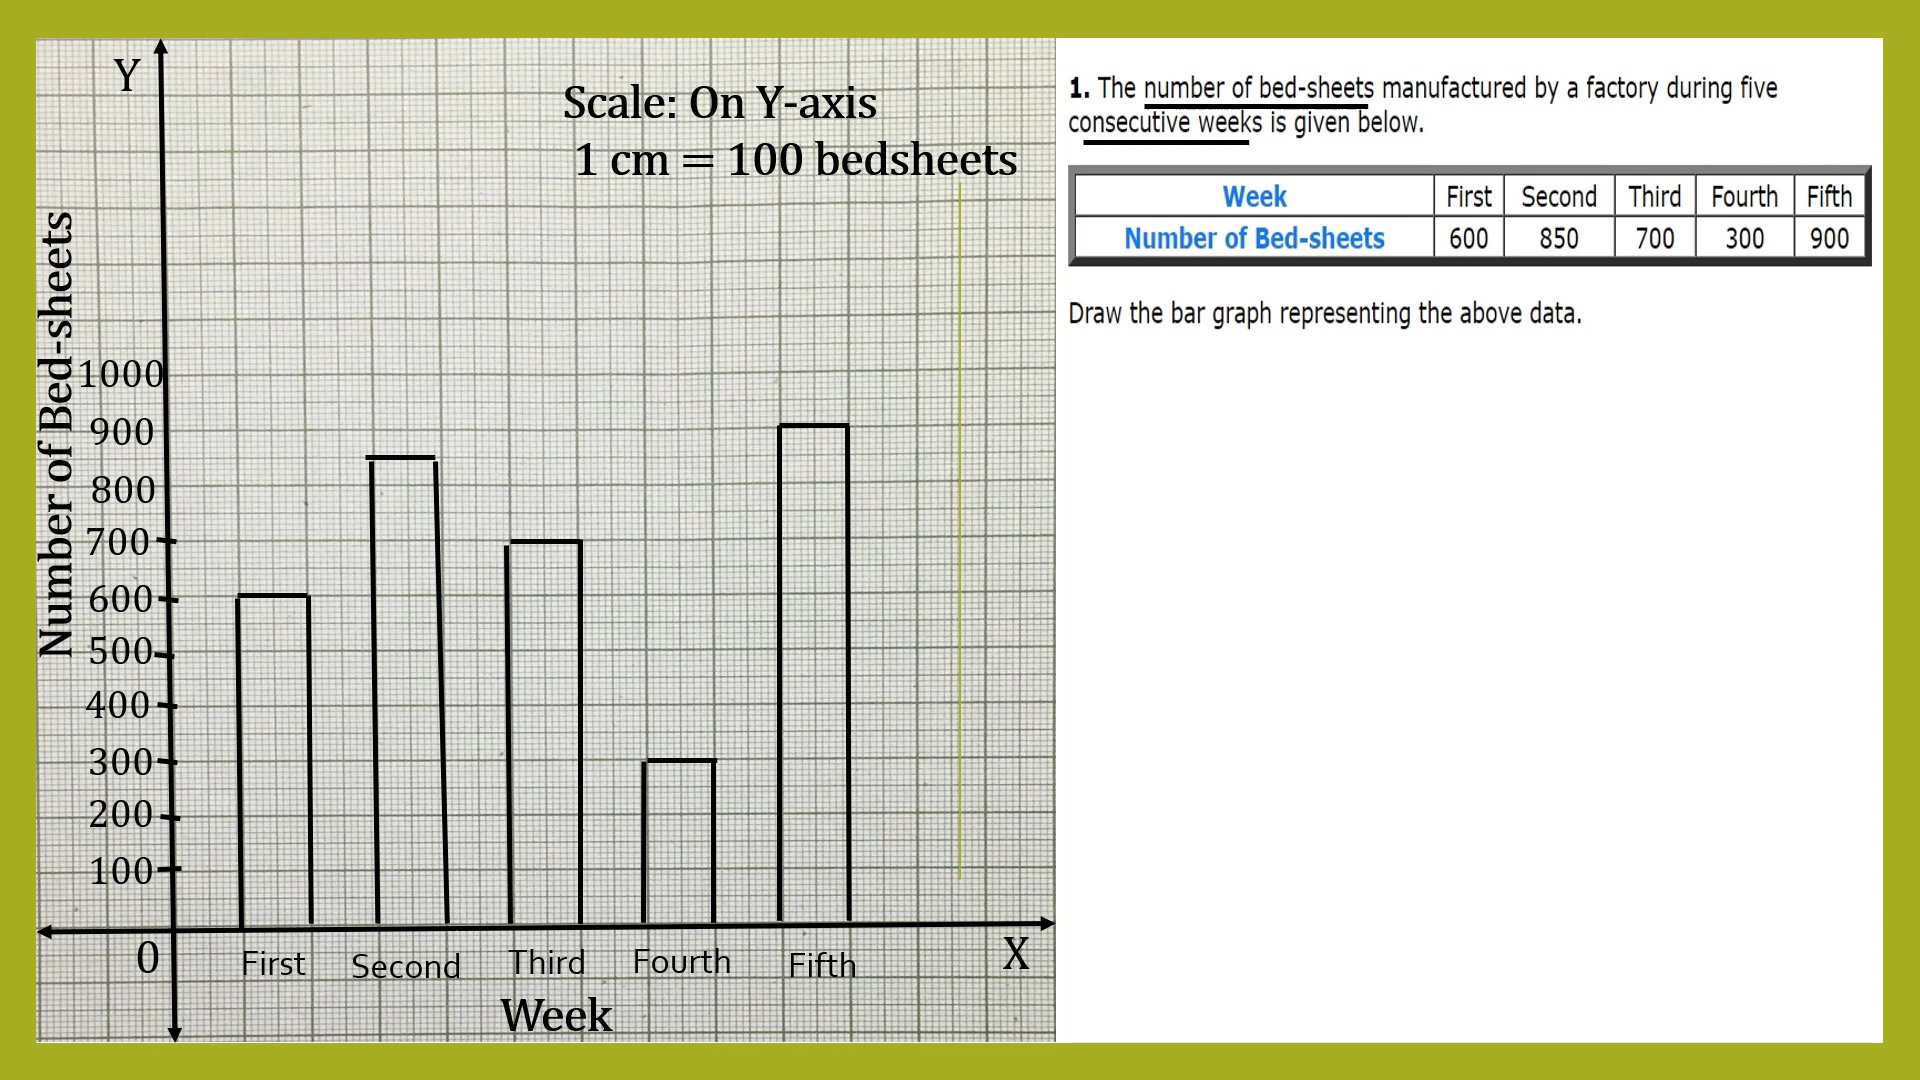 Y
Scale: On Y-axis
1 cm = 100 bedsheets
Number of Bed-sheets
1000
900
800
700
600
500
400
300
200
100
0
First Second Third Fourth Fifth
X
Week
1. The number of bed-sheets manufactured by a factory during five
consecutive weeks is given below.
Week First Second Third Fourth Fifth
Number of Bed-sheets 600 850 700 300 900
Draw the bar graph representing the above data.